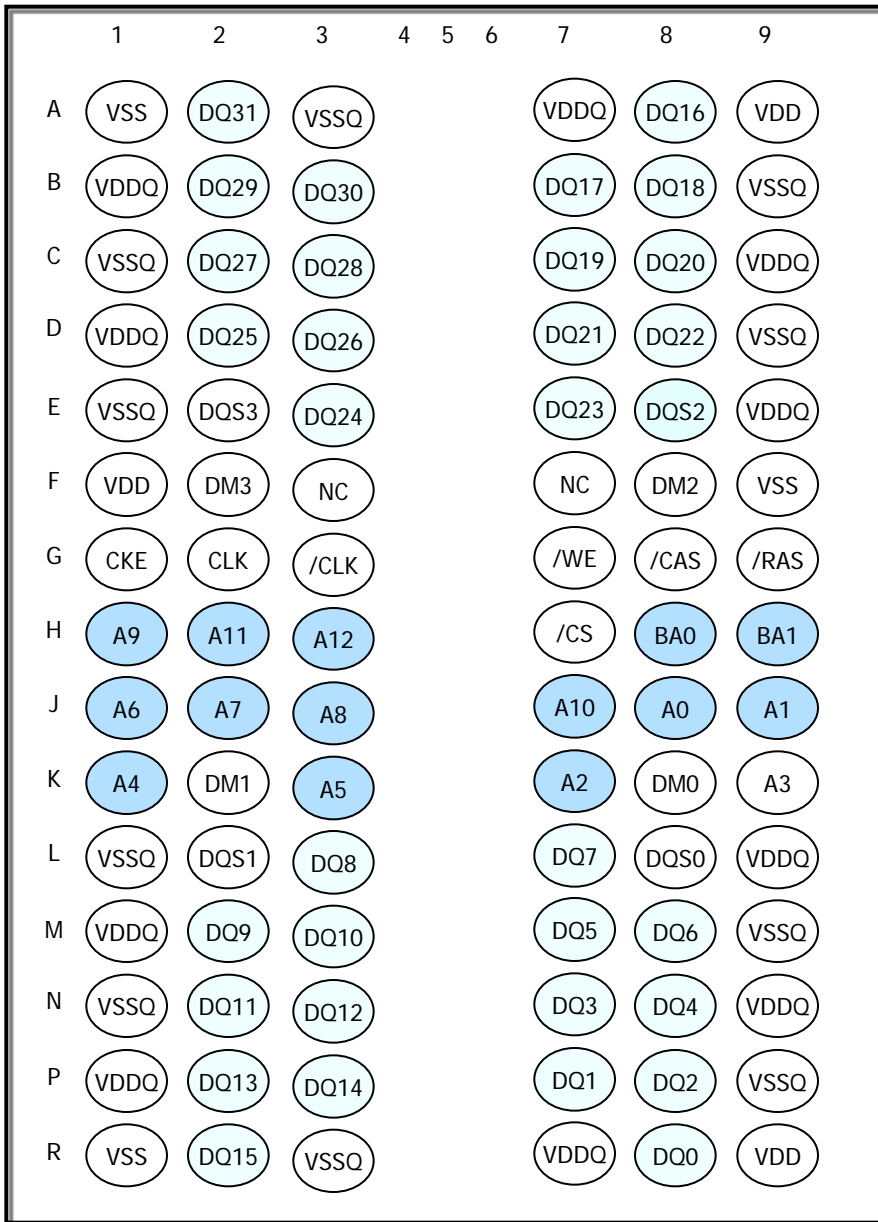 1 2 3 4 5 6 7 8 9
A VSS DQ31 VSSQ VDDQ DQ16 VDD
B VDDQ DQ29 DQ30 DQ17 DQ18 VSSQ
C VSSQ DQ27 DQ28 DQ19 DQ20 VDDQ
D VDDQ DQ25 DQ26 DQ21 DQ22 VSSQ
E VSSQ DQS3 DQ24 DQ23 DQS2 VDDQ
F VDD DM3 NC NC DM2 VSS
G CKE CLK /CLK /WE /CAS /RAS
H A9 A11 A12 /CS BA0 BA1
J A6 A7 A8 A10 A0 A1
K A4 DM1 A5 A2 DM0 A3
L VSSQ DQS1 DQ8 DQ7 DQS0 VDDQ
M VDDQ DQ9 DQ10 DQ5 DQ6 VSSQ
N VSSQ DQ11 DQ12 DQ3 DQ4 VDDQ
P VDDQ DQ13 DQ14 DQ1 DQ2 VSSQ
R VSS DQ15 VSSQ VDDQ DQ0 VDD